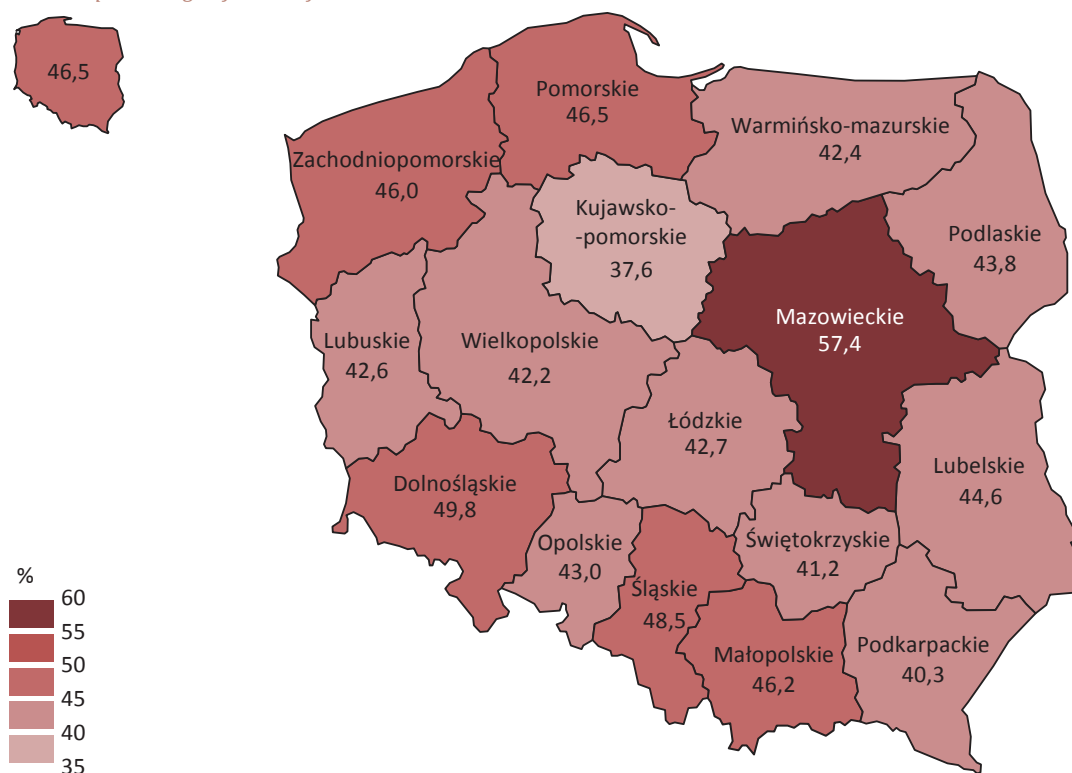 46,5
Pomorskie
46,5
Warmińsko-mazurskie
42,4
Zachodniopomorskie
46,0
Kujawsko-
-pomorskie
37,6
Podlaskie
43,8
Mazowieckie
57,4
Lubuskie
42,6
Wielkopolskie
42,2
Łódzkie
42,7
Lubelskie
44,6
Dolnośląskie
49,8
Opolskie
43,0
Świętokrzyskie
41,2
Śląskie
48,5
Małopolskie
46,2
Podkarpackie
40,3
%
60
55
50
45
40
35